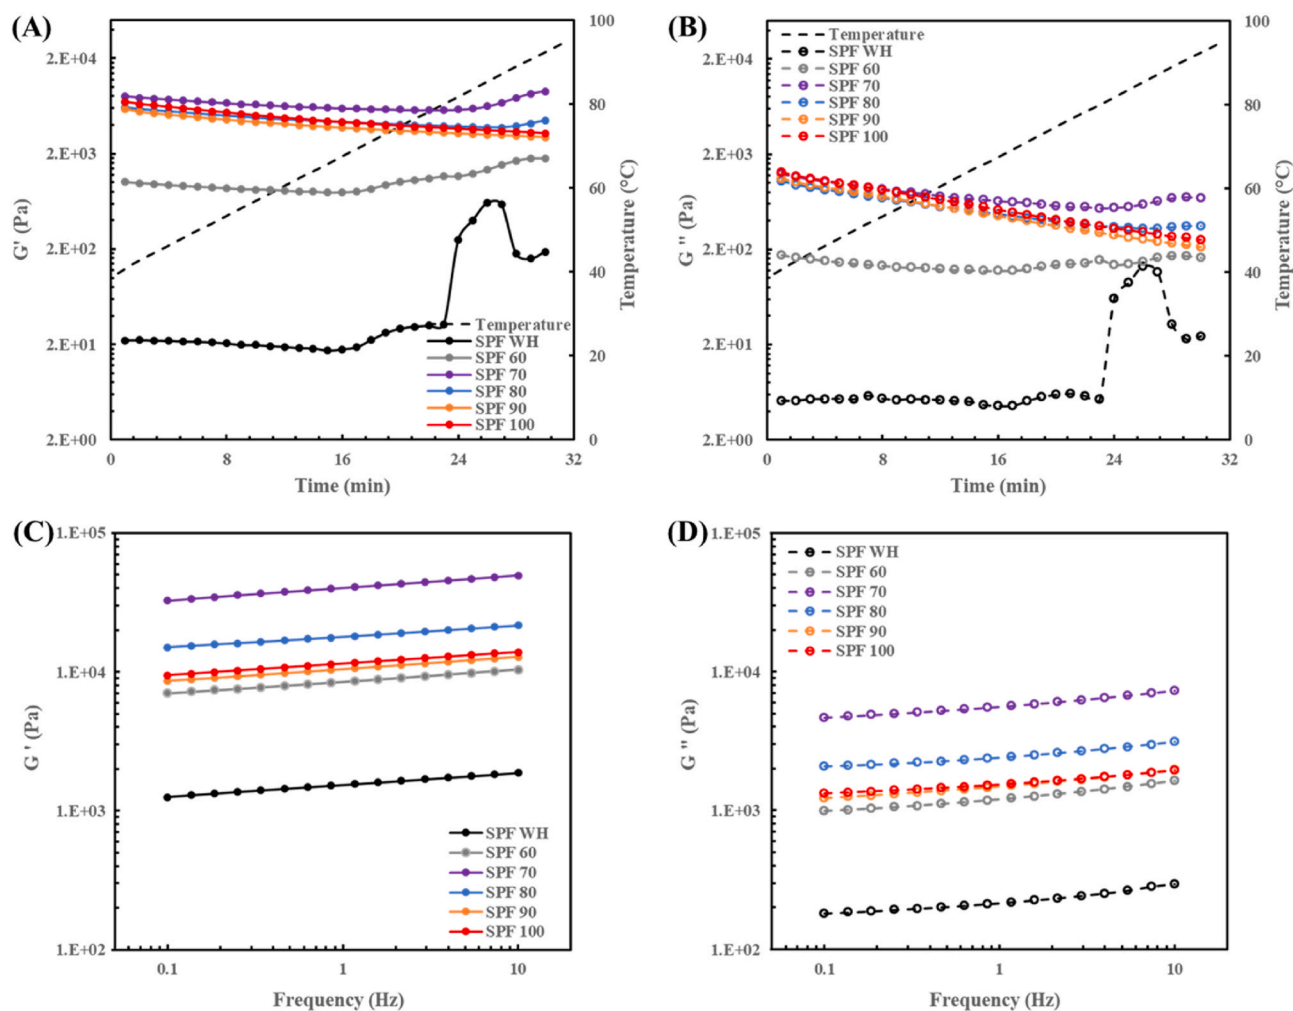 (A)
2.E+04
2.E+03
2.E+02
2.E+01
2.E+00
G' (Pa)
100
80
60
40
20
0
Temperature (°C)
Temperature
SPF WH
SPF 60
SPF 70
SPF 80
SPF 90
SPF 100
0 8 16 24 32
Time (min)
(B)
2.E+04
2.E+03
2.E+02
2.E+01
2.E+00
G'' (Pa)
Temperature
SPF WH
SPF 60
SPF 70
SPF 80
SPF 90
SPF 100
100
80
60
40
20
0
Temperature (°C)
0 8 16 24 32
Time (min)
(C)
1.E+05
1.E+04
1.E+03
1.E+02
G ' (Pa)
SPF WH
SPF 60
SPF 70
SPF 80
SPF 90
SPF 100
0.1 1 10
Frequency (Hz)
(D)
1.E+05
1.E+04
1.E+03
1.E+02
G '' (Pa)
SPF WH
SPF 60
SPF 70
SPF 80
SPF 90
SPF 100
0.1 1 10
Frequency (Hz)